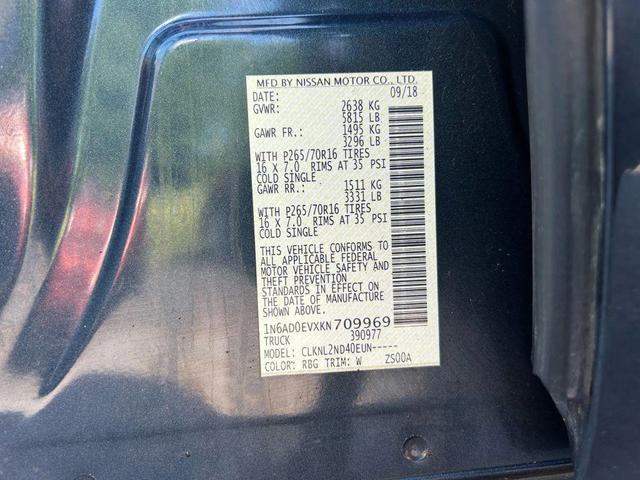 MFD BY NISSAN MOTOR CO., LTD.
DATE: 09/18
GVWR: 2638 KG
5815 LB
GAWR FR.: 1495 KG
3296 LB
WITH P265/70R16 TIRES
16 X 7.0 RIMS AT 35 PSI
COLD SINGLE
GAWR RR.: 1511 KG
3331 LB
WITH P265/70R16 TIRES
16 X 7.0 RIMS AT 35 PSI
COLD SINGLE
THIS VEHICLE CONFORMS TO
ALL APPLICABLE FEDERAL
MOTOR VEHICLE SAFETY AND
THEFT PREVENTION
STANDARDS IN EFFECT ON
THE DATE OF MANUFACTURE
SHOWN ABOVE.
1N6AD0EVXKN709969
TRUCK 390977
MODEL: CLKNL2ND40EUN-----
COLOR: RBG TRIM: W ZS00A